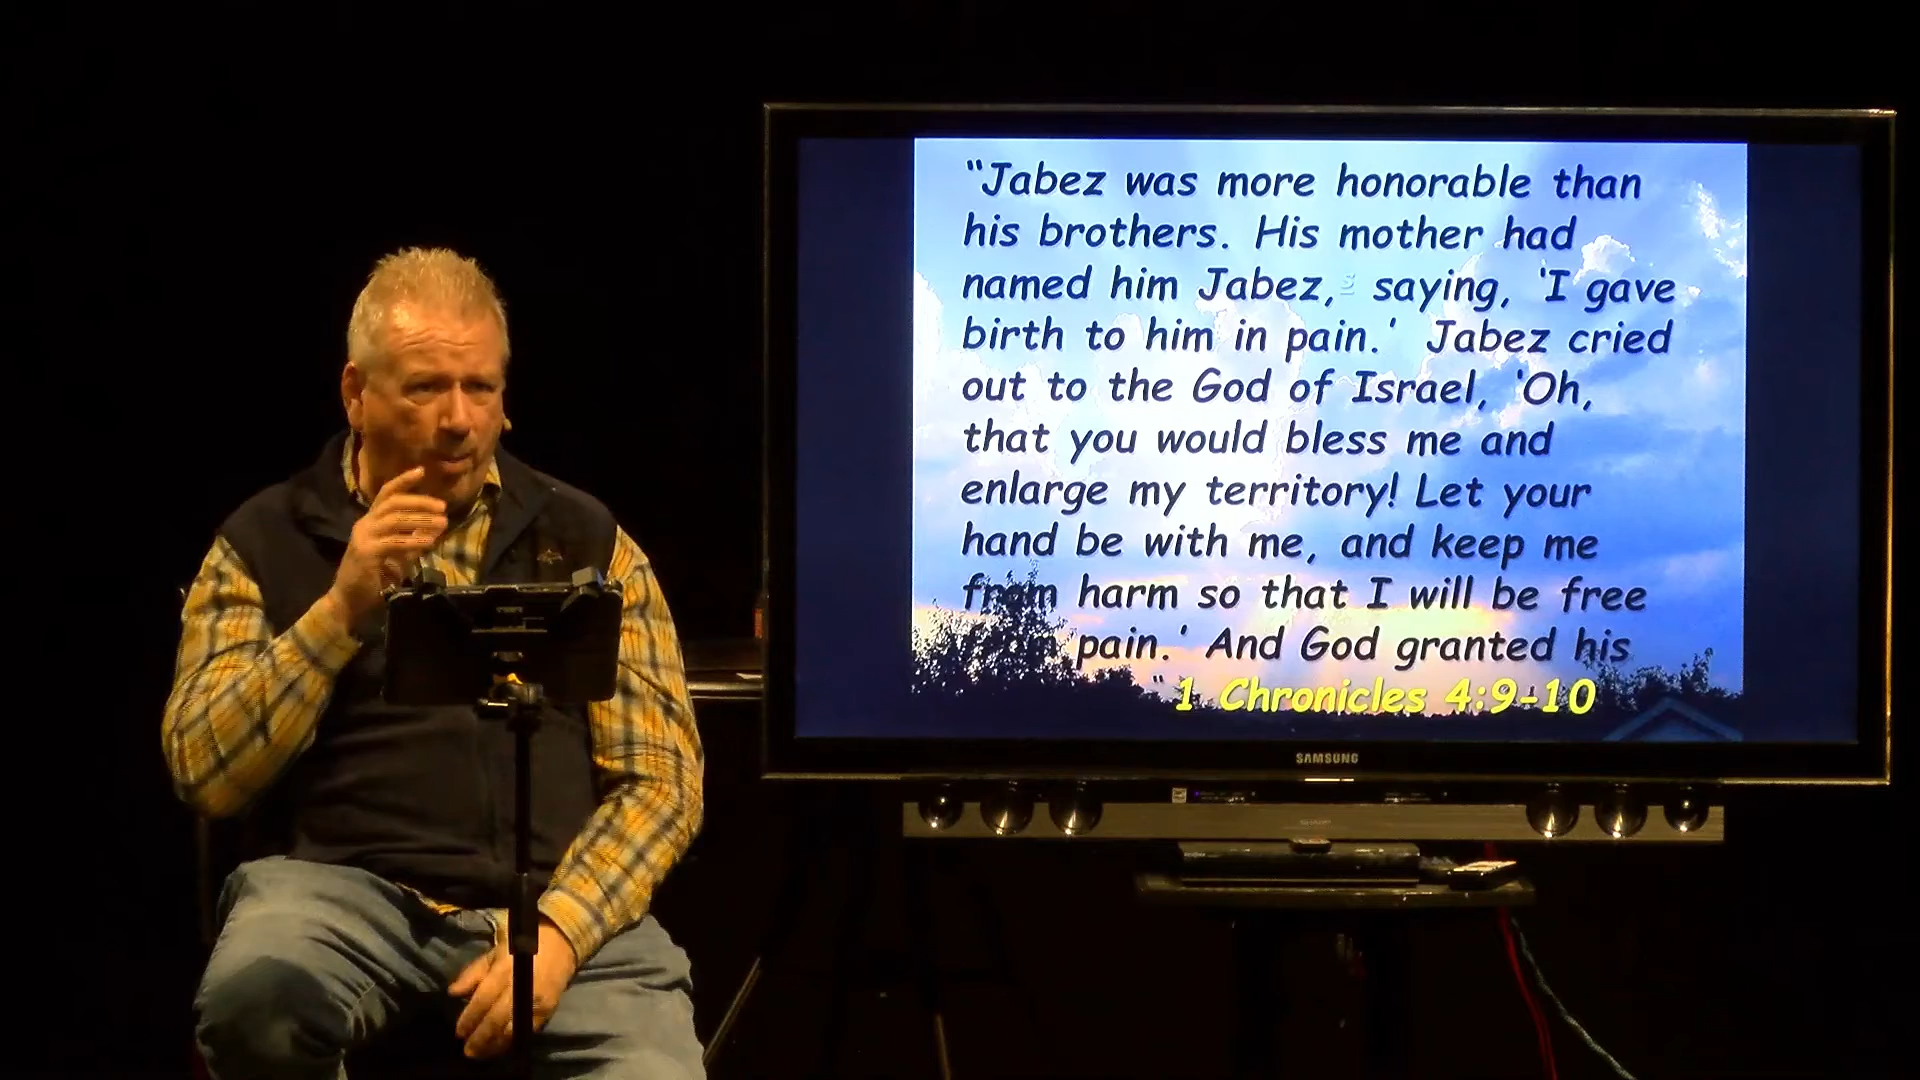 “Jabez was more honorable than
his brothers. His mother had
named him Jabez, saying, ‘I gave
birth to him in pain.’ Jabez cried
out to the God of Israel, ‘Oh,
that you would bless me and
enlarge my territory! Let your
hand be with me, and keep me
from harm so that I will be free
from pain.’ And God granted his
" 1 Chronicles 4:9-10
SAMSUNG
SHARP